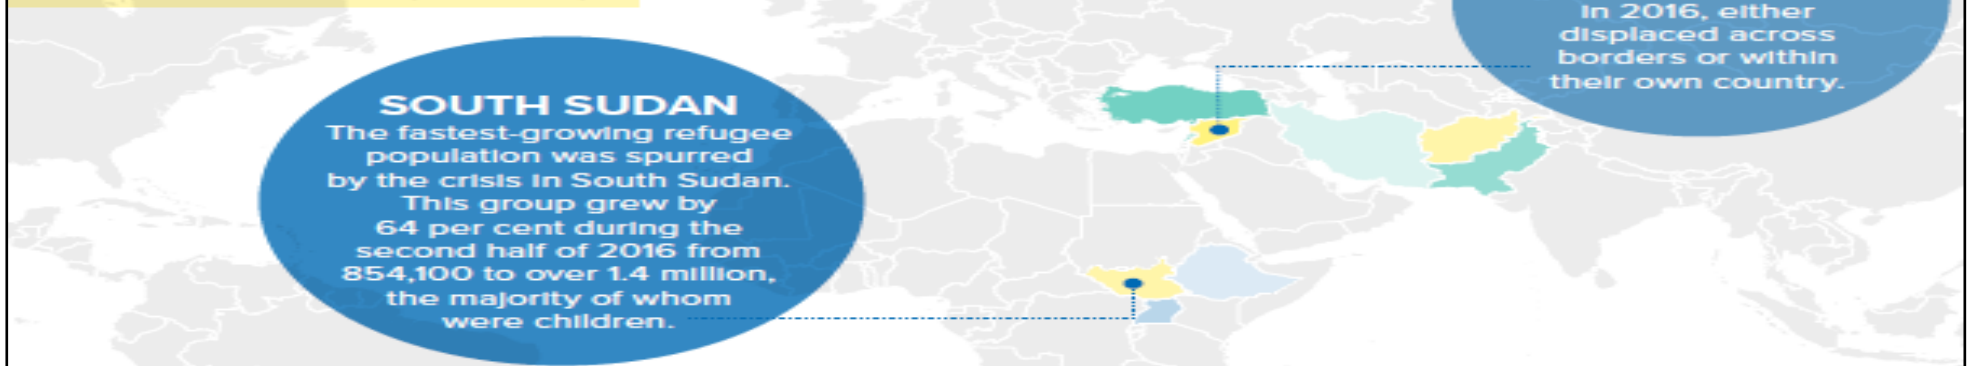 SOUTH SUDAN
The fastest-growing refugee
population was spurred
by the crisis in South Sudan.
This group grew by
64 per cent during the
second half of 2016 from
854,100 to over 1.4 million,
the majority of whom
were children.
in 2016, either
displaced across
borders or within
their own country.